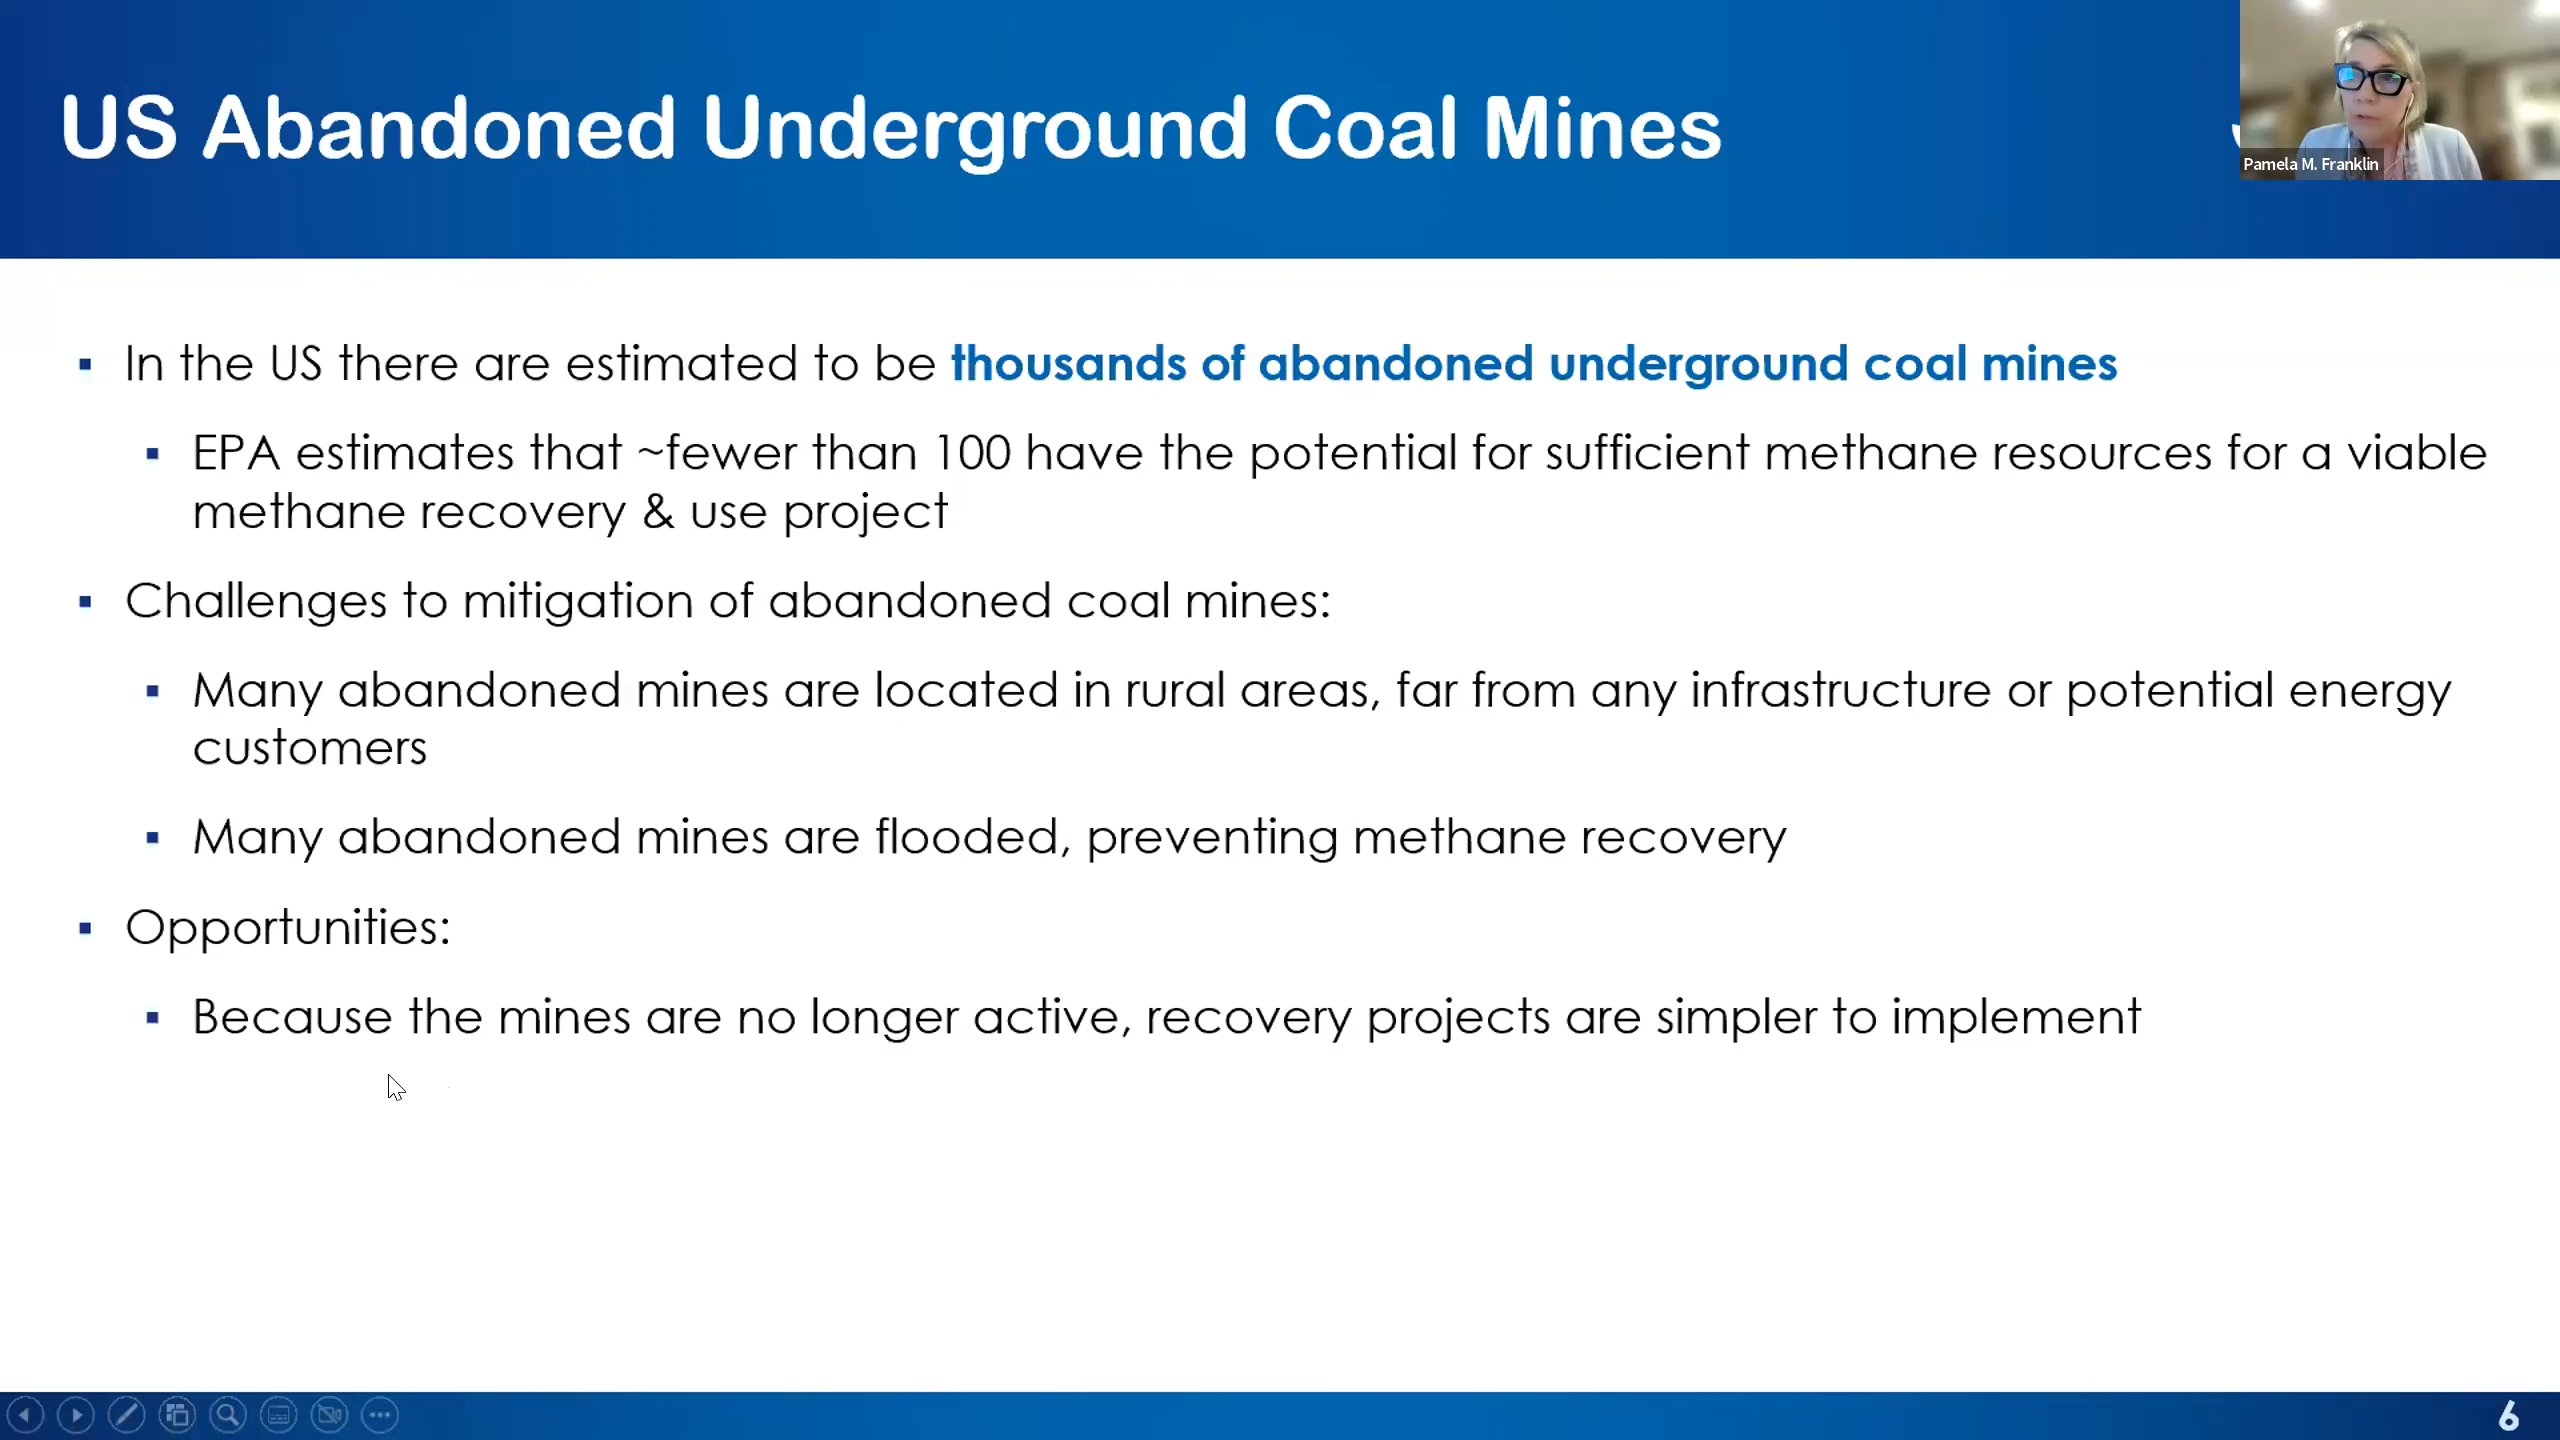 US Abandoned Underground Coal Mines
Pamela M. Franklin
▪ In the US there are estimated to be thousands of abandoned underground coal mines
▪ EPA estimates that ~fewer than 100 have the potential for sufficient methane resources for a viable
methane recovery & use project
▪ Challenges to mitigation of abandoned coal mines:
▪ Many abandoned mines are located in rural areas, far from any infrastructure or potential energy
customers
▪ Many abandoned mines are flooded, preventing methane recovery
▪ Opportunities:
▪ Because the mines are no longer active, recovery projects are simpler to implement
6